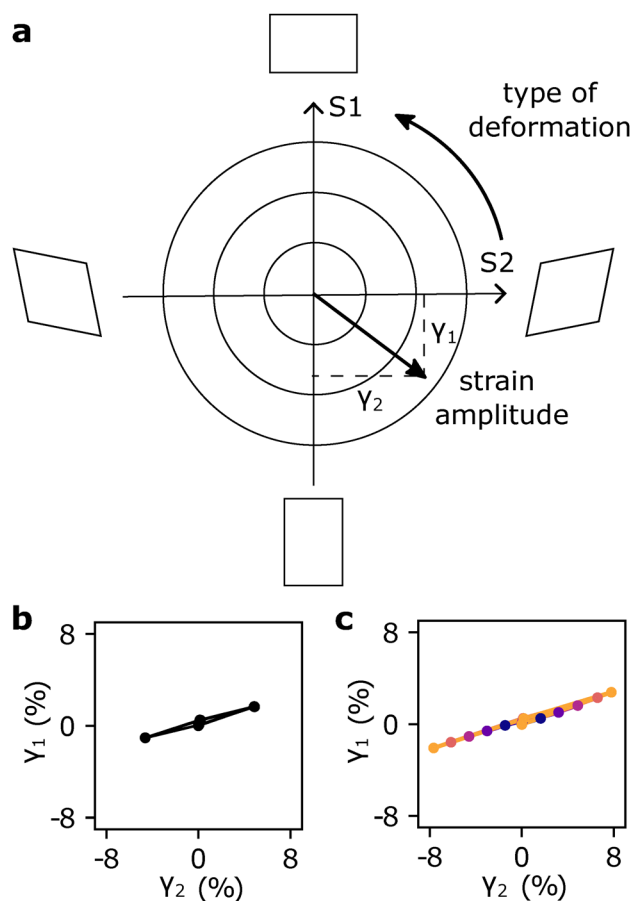 a
S1
type of
deformation
S2
γ₁
γ₂
strain
amplitude
b
c
8
0
-8
γ₁ (%)
-8 0 8
γ₂ (%)
8
0
-8
γ₁ (%)
-8 0 8
γ₂ (%)